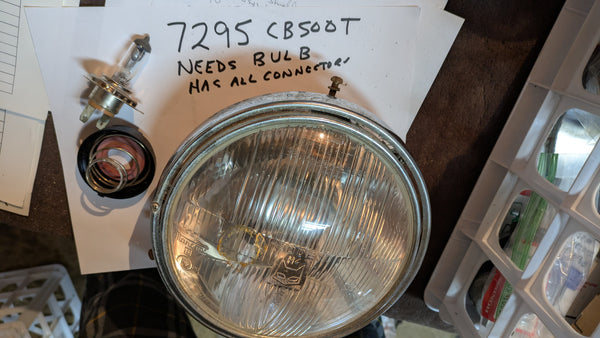 7295 CB500T
NEEDS BULB
HAS ALL CONNECTORS